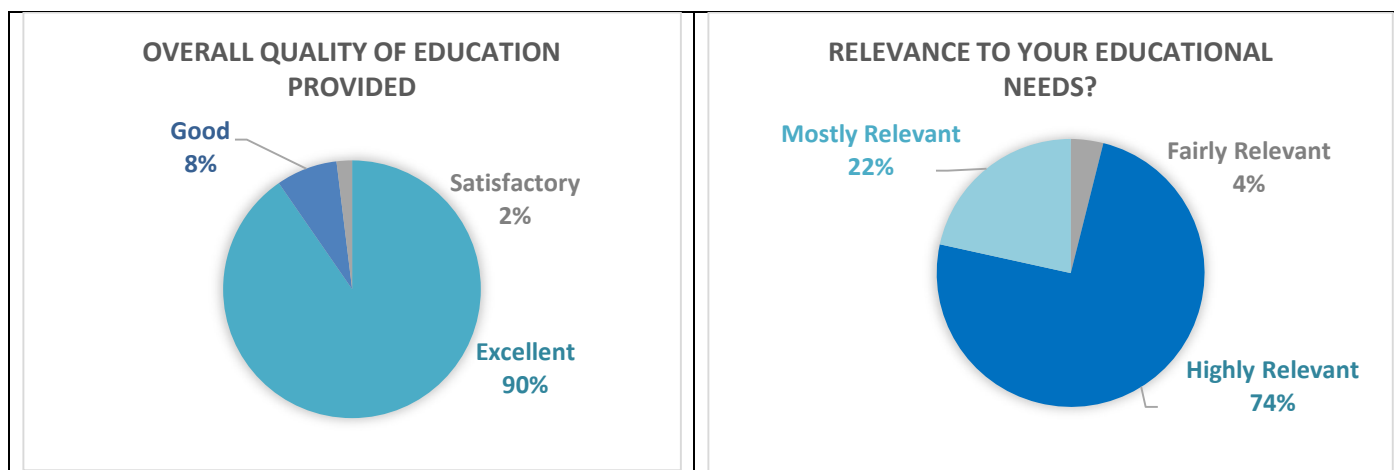 OVERALL QUALITY OF EDUCATION
PROVIDED
Good
8%
Satisfactory
2%
Excellent
90%
RELEVANCE TO YOUR EDUCATIONAL
NEEDS?
Mostly Relevant
22%
Fairly Relevant
4%
Highly Relevant
74%